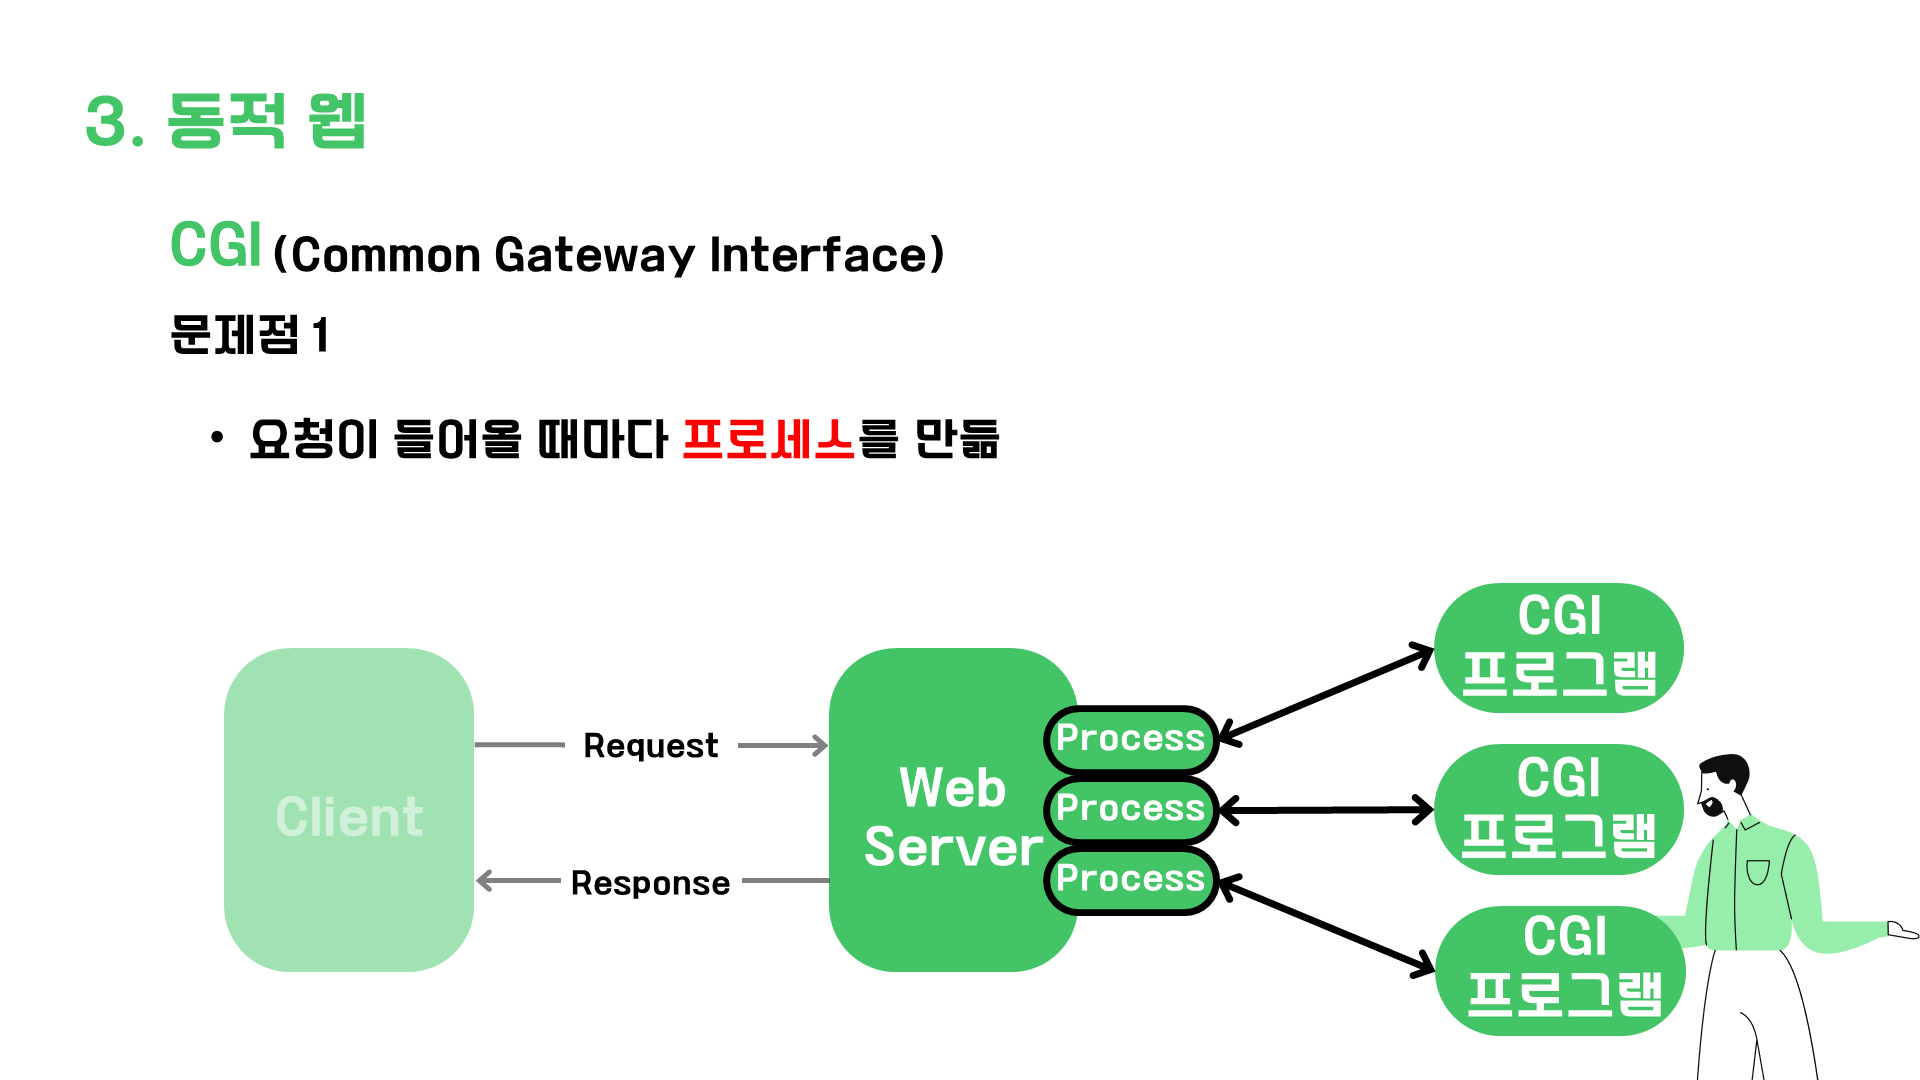 3. 동적 웹
CGI (Common Gateway Interface)
문제점 1
• 요청이 들어올 때마다 프로세스를 만듦
Client
Request
Response
Web
Server
Process
Process
Process
CGI
프로그램
CGI
프로그램
CGI
프로그램